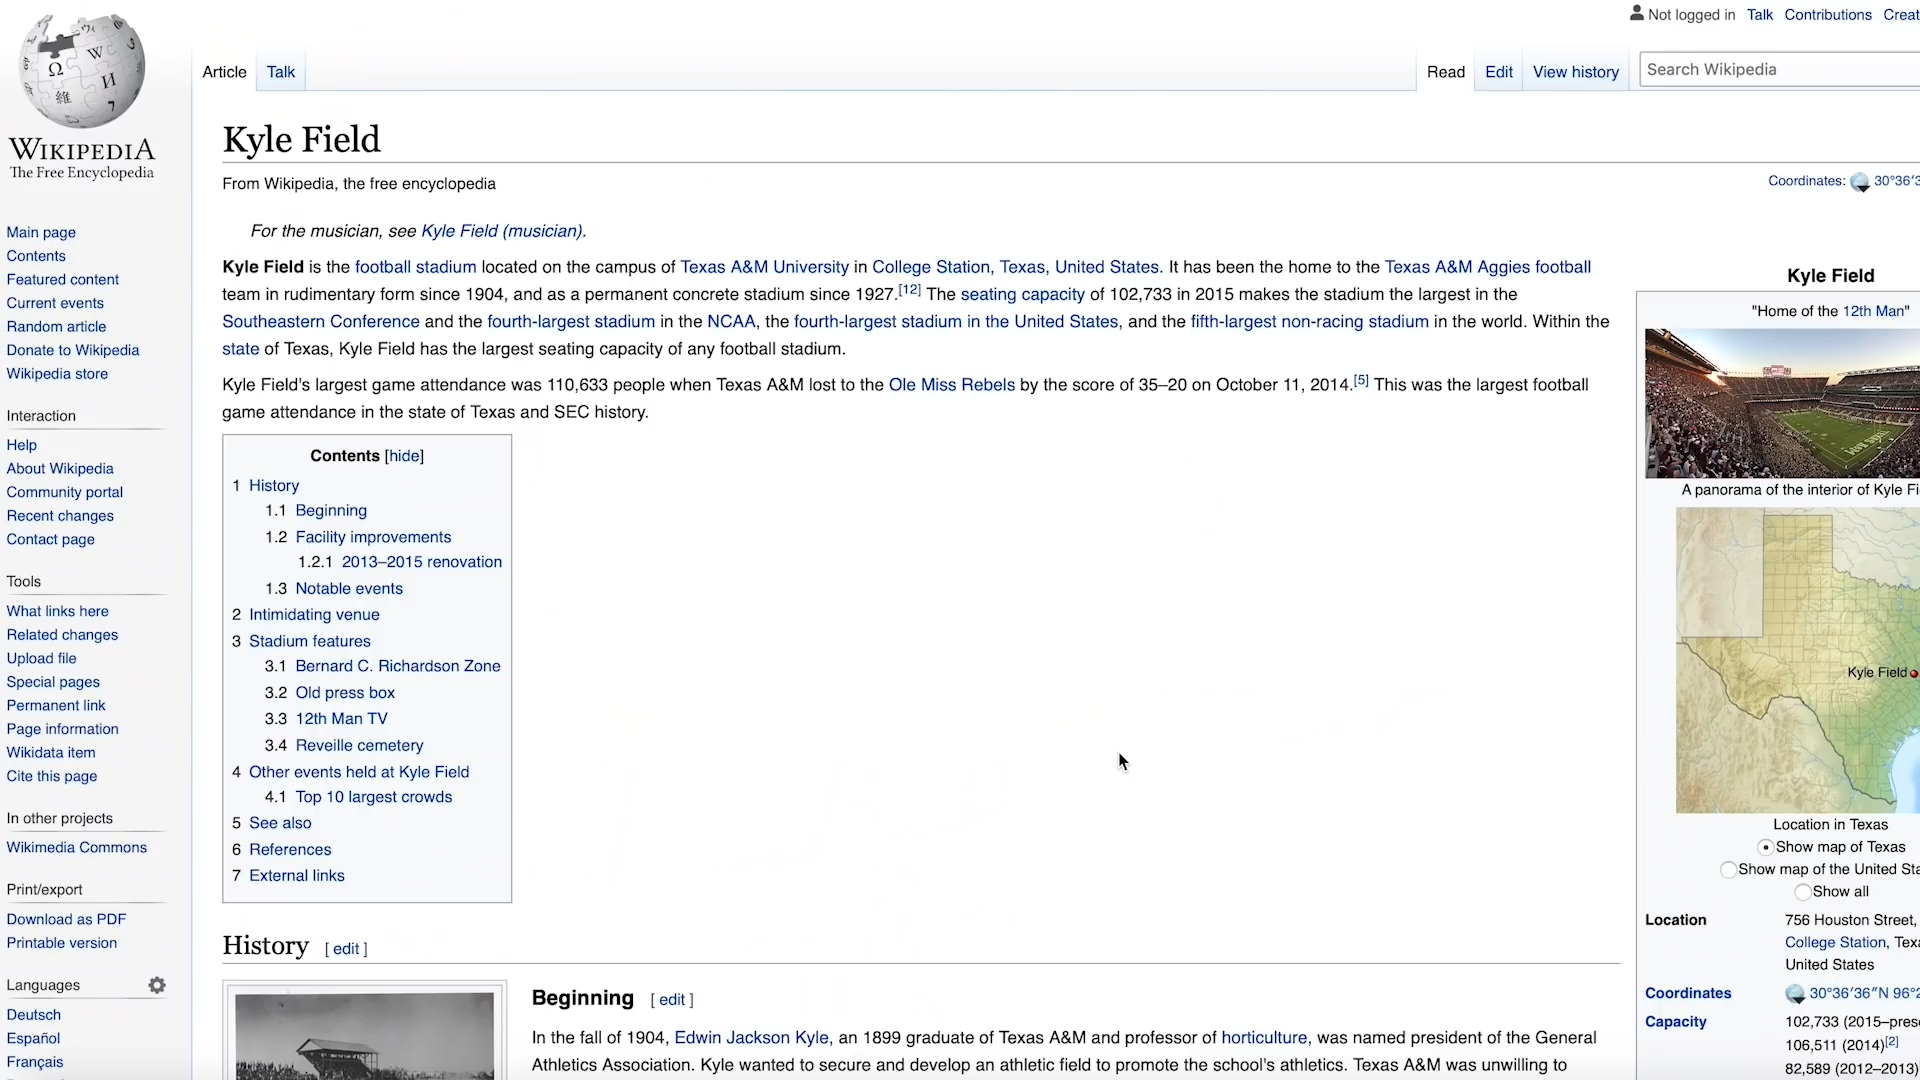 Not logged in Talk Contributions Creat
Article Talk Read Edit View history Search Wikipedia
WIKIPEDIA
The Free Encyclopedia
Main page
Contents
Featured content
Current events
Random article
Donate to Wikipedia
Wikipedia store
Interaction
Help
About Wikipedia
Community portal
Recent changes
Contact page
Tools
What links here
Related changes
Upload file
Special pages
Permanent link
Page information
Wikidata item
Cite this page
In other projects
Wikimedia Commons
Print/export
Download as PDF
Printable version
Languages
Deutsch
Español
Français
Kyle Field
From Wikipedia, the free encyclopedia
Coordinates: 30°36′3
For the musician, see Kyle Field (musician).
Kyle Field is the football stadium located on the campus of Texas A&M University in College Station, Texas, United States. It has been the home to the Texas A&M Aggies football
team in rudimentary form since 1904, and as a permanent concrete stadium since 1927.[12] The seating capacity of 102,733 in 2015 makes the stadium the largest in the
Southeastern Conference and the fourth-largest stadium in the NCAA, the fourth-largest stadium in the United States, and the fifth-largest non-racing stadium in the world. Within the
state of Texas, Kyle Field has the largest seating capacity of any football stadium.
Kyle Field's largest game attendance was 110,633 people when Texas A&M lost to the Ole Miss Rebels by the score of 35–20 on October 11, 2014.[5] This was the largest football
game attendance in the state of Texas and SEC history.
Contents [hide]
1 History
1.1 Beginning
1.2 Facility improvements
1.2.1 2013–2015 renovation
1.3 Notable events
2 Intimidating venue
3 Stadium features
3.1 Bernard C. Richardson Zone
3.2 Old press box
3.3 12th Man TV
3.4 Reveille cemetery
4 Other events held at Kyle Field
4.1 Top 10 largest crowds
5 See also
6 References
7 External links
History [ edit ]
Beginning [ edit ]
In the fall of 1904, Edwin Jackson Kyle, an 1899 graduate of Texas A&M and professor of horticulture, was named president of the General
Athletics Association. Kyle wanted to secure and develop an athletic field to promote the school's athletics. Texas A&M was unwilling to
Kyle Field
"Home of the 12th Man"
A panorama of the interior of Kyle Fi
Kyle Field
Location in Texas
Show map of Texas
Show map of the United Sta
Show all
Location 756 Houston Street,
College Station, Texa
United States
Coordinates 30°36′36″N 96°2
Capacity 102,733 (2015–prese
106,511 (2014)[2]
82,589 (2012–2013)